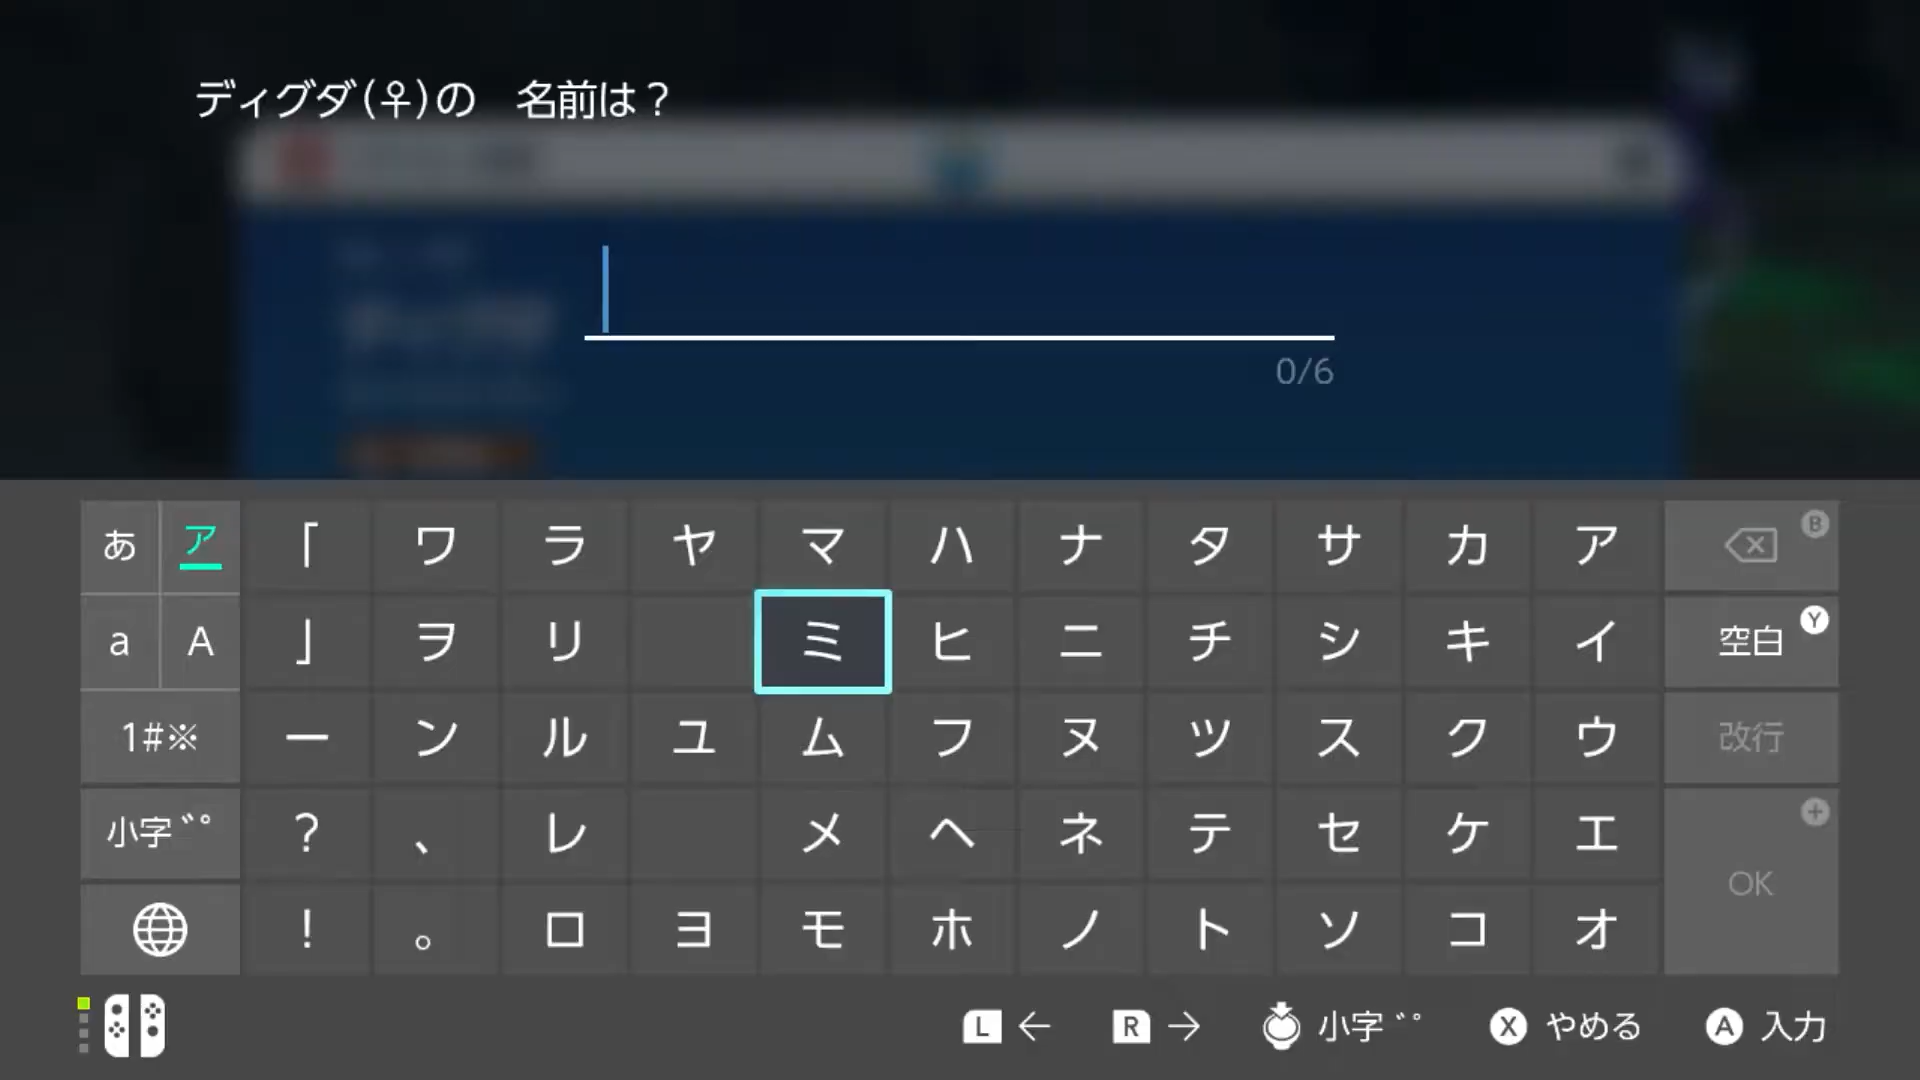 ディグダ(♀)の　名前は？
0/6
あ ア 「 ワ ラ ヤ マ ハ ナ タ サ カ ア B
a A 」 ヲ リ ミ ヒ ニ チ シ キ イ 空白 Y
1#※ ー ン ル ユ ム フ ヌ ツ ス ク ウ 改行
小字 ゛゜ ? 、 レ メ ヘ ネ テ セ ケ エ +
! 。 ロ ヨ モ ホ ノ ト ソ コ オ OK
L ← R → 小字 ゛゜ X やめる A 入力